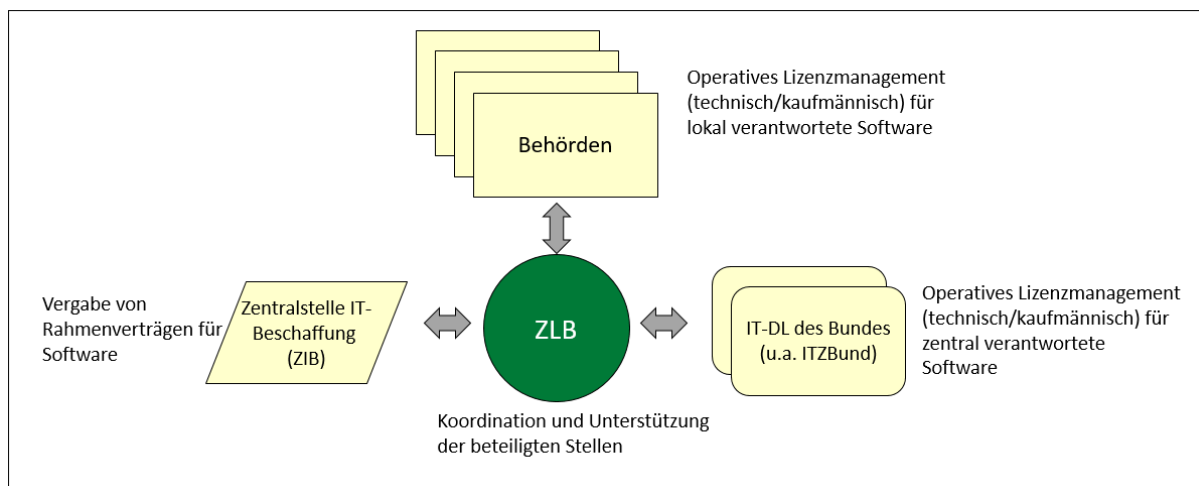 Behörden
Operatives Lizenzmanagement
(technisch/kaufmännisch) für
lokal verantwortete Software
Vergabe von
Rahmenverträgen für
Software
Zentralstelle IT-
Beschaffung
(ZIB)
ZLB
Koordination und Unterstützung
der beteiligten Stellen
IT-DL des Bundes
(u.a. ITZBund)
Operatives Lizenzmanagement
(technisch/kaufmännisch) für
zentral verantwortete
Software